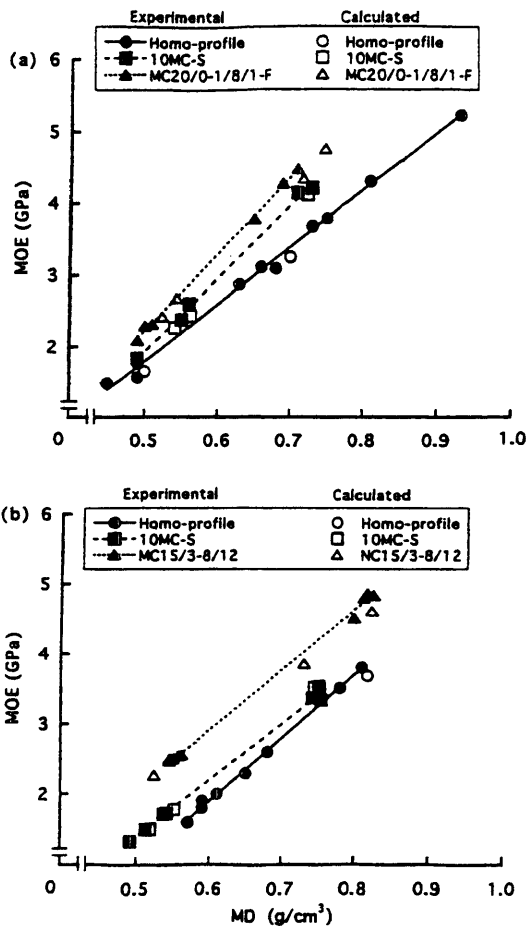 Experimental Calculated
(a)
Homo-profile Homo-profile
10MC-S 10MC-S
MC20/0-1/8/1-F MC20/0-1/8/1-F
6
5
4
3
2
MOE (GPa)
0 0.5 0.6 0.7 0.8 0.9 1.0
Experimental Calculated
(b)
Homo-profile Homo-profile
10MC-S 10MC-S
MC15/3-8/12 NC15/3-8/12
6
5
4
3
2
MOE (GPa)
0 0.5 0.6 0.7 0.8 0.9 1.0
MD (g/cm³)